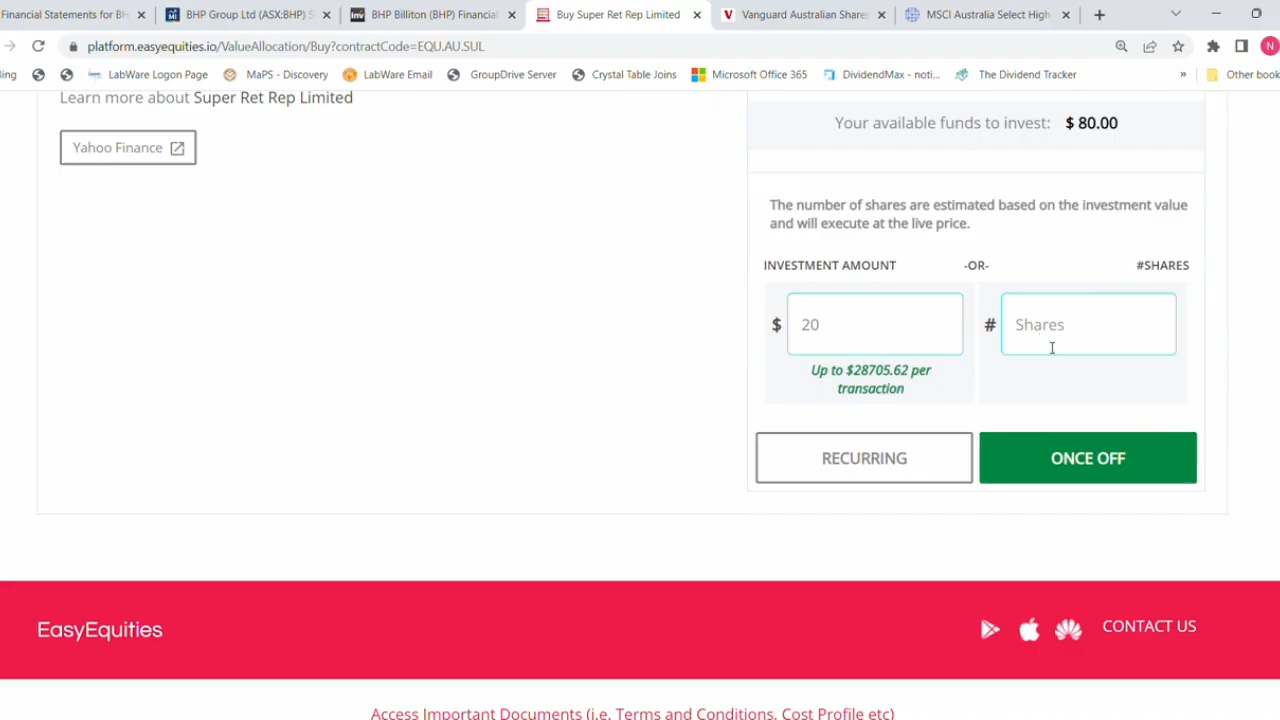 Financial Statements for BH
BHP Group Ltd (ASX:BHP) S
BHP Billiton (BHP) Financial
Buy Super Ret Rep Limited
Vanguard Australian Share
MSCI Australia Select High
platform.easyequities.io/ValueAllocation/Buy?contractCode=EQU.AU.SUL
N
Bing
LabWare Logon Page
MaPS - Discovery
LabWare Email
GroupDrive Server
Crystal Table Joins
Microsoft Office 365
DividendMax - noti...
The Dividend Tracker
»
Other book
Learn more about Super Ret Rep Limited
Yahoo Finance
Your available funds to invest: $ 80.00
The number of shares are estimated based on the investment value
and will execute at the live price.
INVESTMENT AMOUNT -OR- #SHARES
$ 20 # Shares
Up to $28705.62 per
transaction
RECURRING ONCE OFF
EasyEquities
CONTACT US
Access Important Documents (i.e. Terms and Conditions, Cost Profile etc)